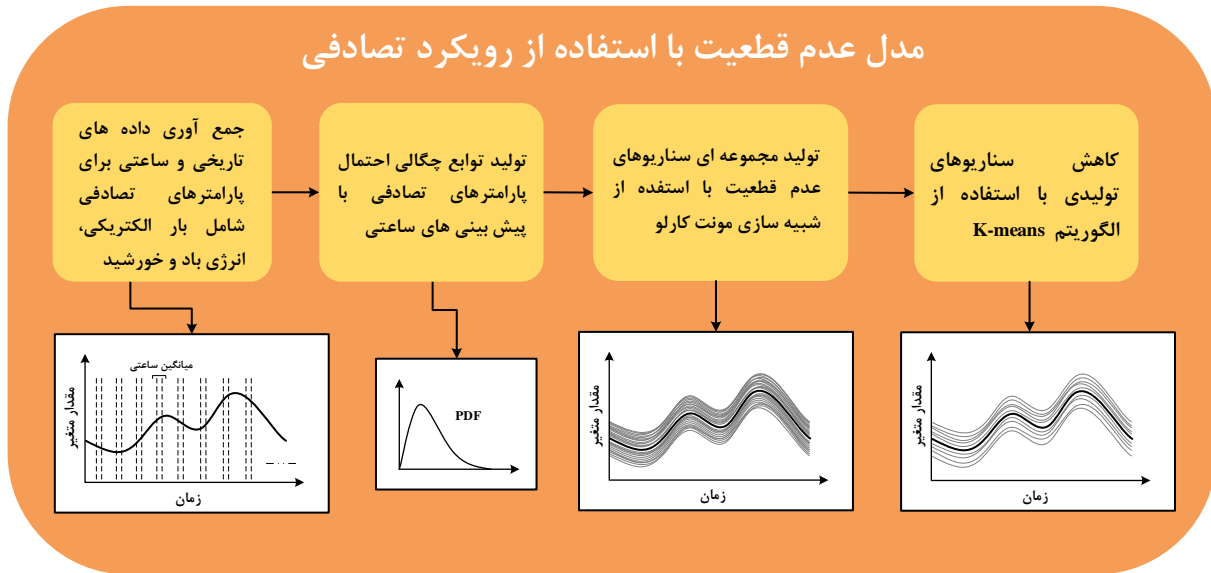 مدل عدم قطعیت با استفاده از رویکرد تصادفی
جمع آوری داده های
تاریخی و ساعتی برای
پارامترهای تصادفی
شامل بار الکتریکی،
انرژی باد و خورشید
تولید توابع چگالی احتمال
پارامترهای تصادفی با
پیش بینی های ساعتی
تولید مجموعه ای سناریوهای
عدم قطعیت با استفده از
شبیه سازی مونت کارلو
کاهش سناریوهای
تولیدی با استفاده از
الگوریتم K-means
میانگین ساعتی
مقدار متغیر
زمان
PDF
مقدار متغیر
زمان
مقدار متغیر
زمان